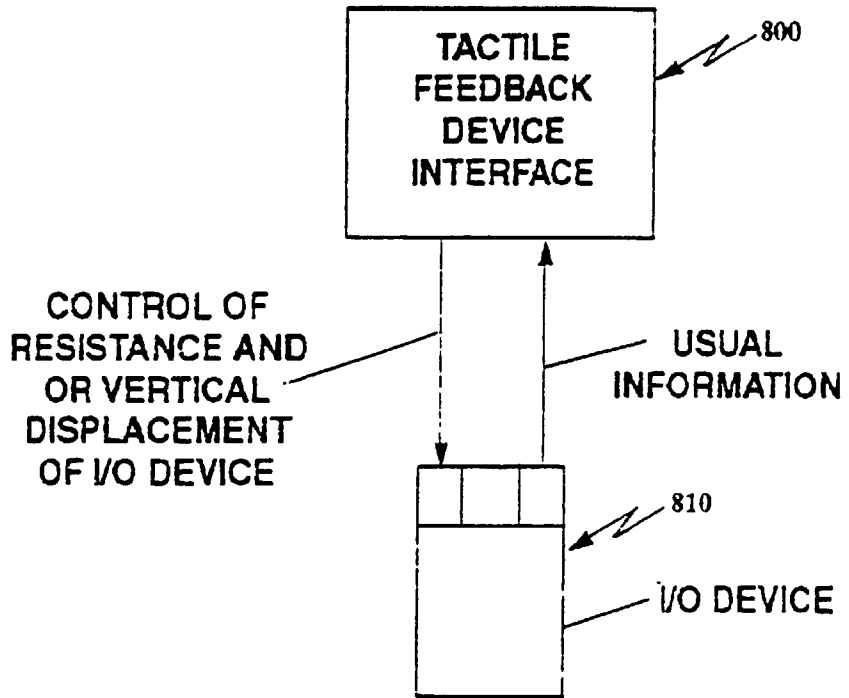 TACTILE
FEEDBACK
DEVICE
INTERFACE
800
CONTROL OF
RESISTANCE AND
OR VERTICAL
DISPLACEMENT
OF I/O DEVICE
USUAL
INFORMATION
810
I/O DEVICE